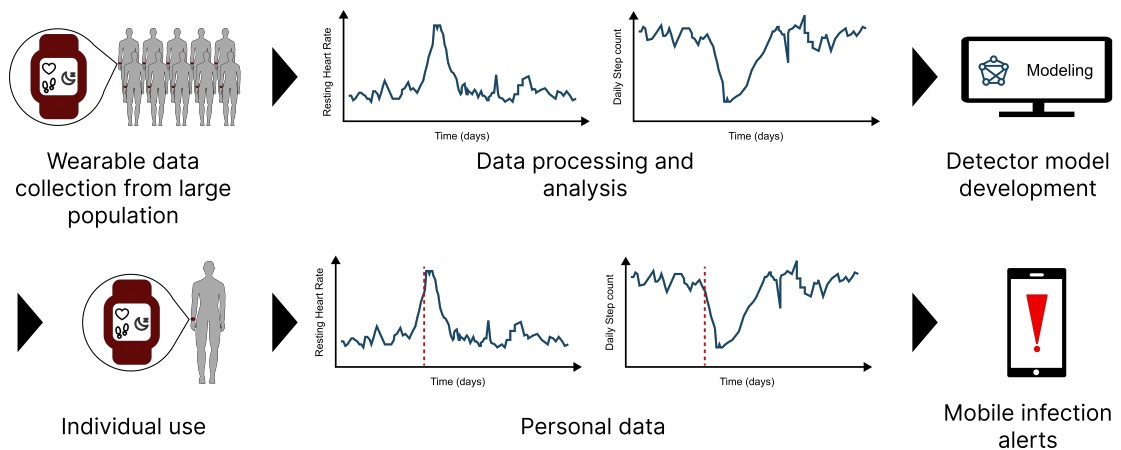 Resting Heart Rate
Time (days)
Daily Step count
Time (days)
Modeling
Wearable data
collection from large
population
Data processing and
analysis
Detector model
development
Resting Heart Rate
Time (days)
Daily Step count
Time (days)
Individual use
Personal data
Mobile infection
alerts